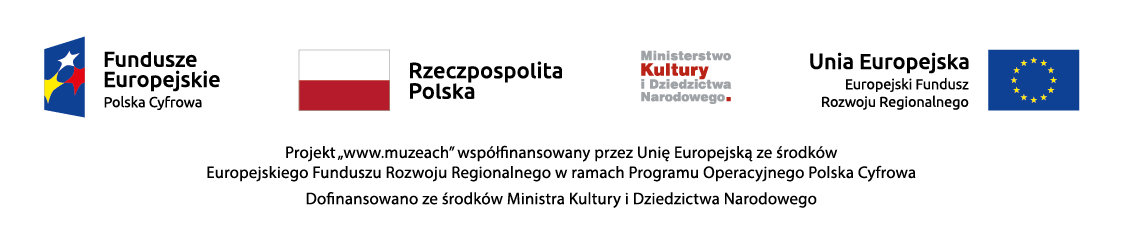 Fundusze
Europejskie
Polska Cyfrowa
Rzeczpospolita
Polska
Ministerstwo
Kultury
i Dziedzictwa
Narodowego.
Unia Europejska
Europejski Fundusz
Rozwoju Regionalnego
Projekt „www.muzeach” współfinansowany przez Unię Europejską ze środków
Europejskiego Funduszu Rozwoju Regionalnego w ramach Programu Operacyjnego Polska Cyfrowa
Dofinansowano ze środków Ministra Kultury i Dziedzictwa Narodowego